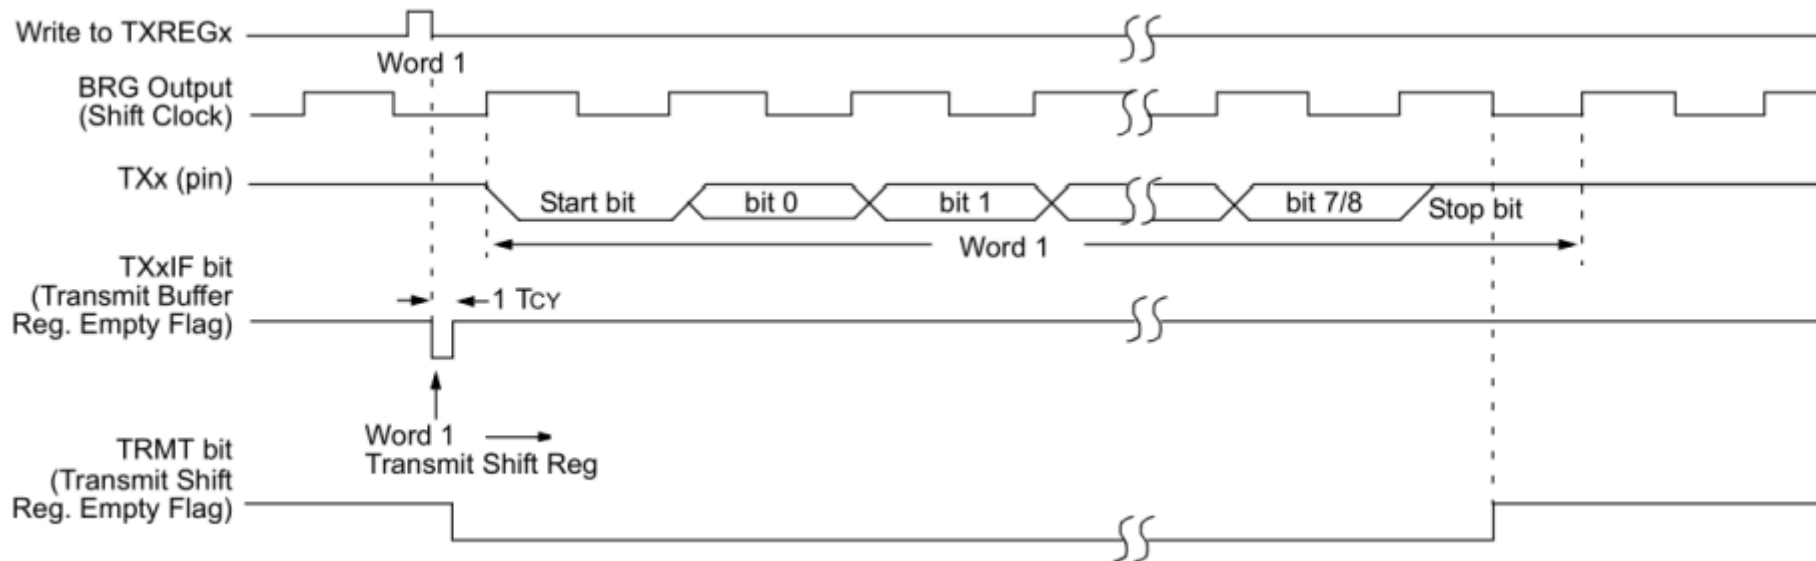 Write to TXREGx
Word 1
BRG Output
(Shift Clock)
TXx (pin)
Start bit
bit 0
bit 1
bit 7/8
Stop bit
Word 1
TXxIF bit
(Transmit Buffer
Reg. Empty Flag)
1 TCY
Word 1
Transmit Shift Reg
TRMT bit
(Transmit Shift
Reg. Empty Flag)